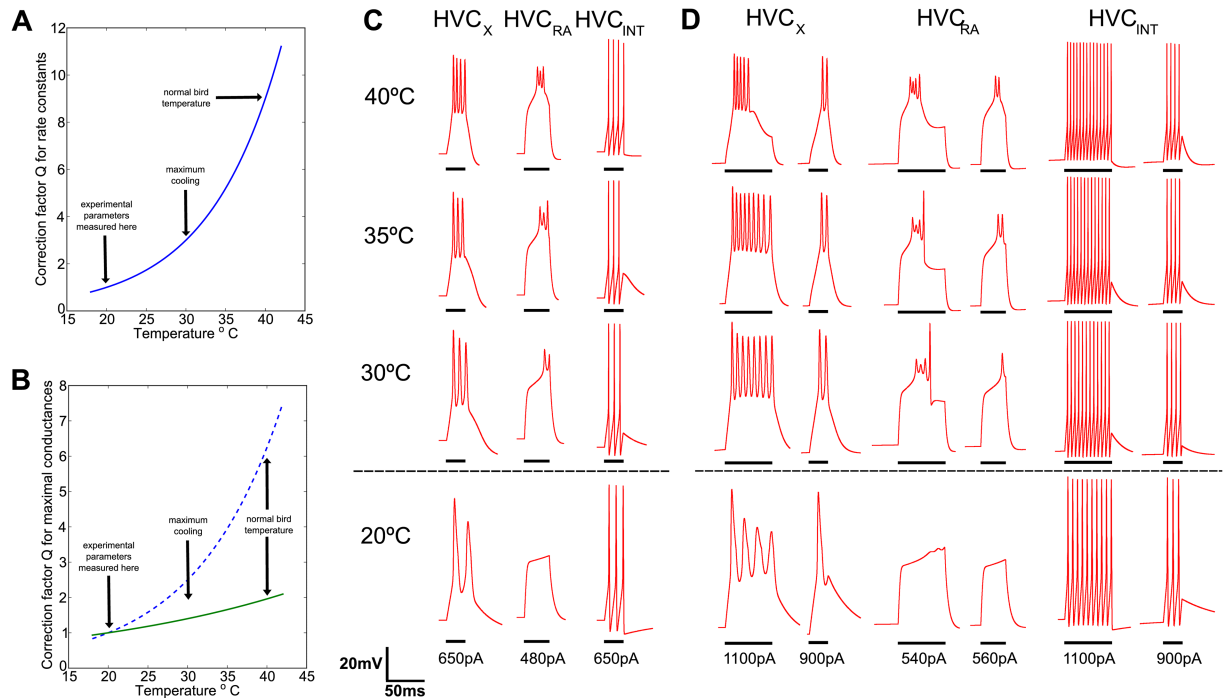 A
Correction factor Q for rate constants
12
10
8
6
4
2
0
normal bird
temperature
maximum
cooling
experimental
parameters
measured here
15 20 25 30 35 40 45
Temperature ° C
B
Correction factor Q for maximal conductances
8
7
6
5
4
3
2
1
0
experimental
parameters
measured here
maximum
cooling
normal bird
temperature
15 20 25 30 35 40 45
Temperature ° C
C
HVCX HVCRA HVCINT
40ºC
35ºC
30ºC
20ºC
650pA 480pA 650pA
20mV
50ms
D
HVCX HVCRA HVCINT
1100pA 900pA 540pA 560pA 1100pA 900pA